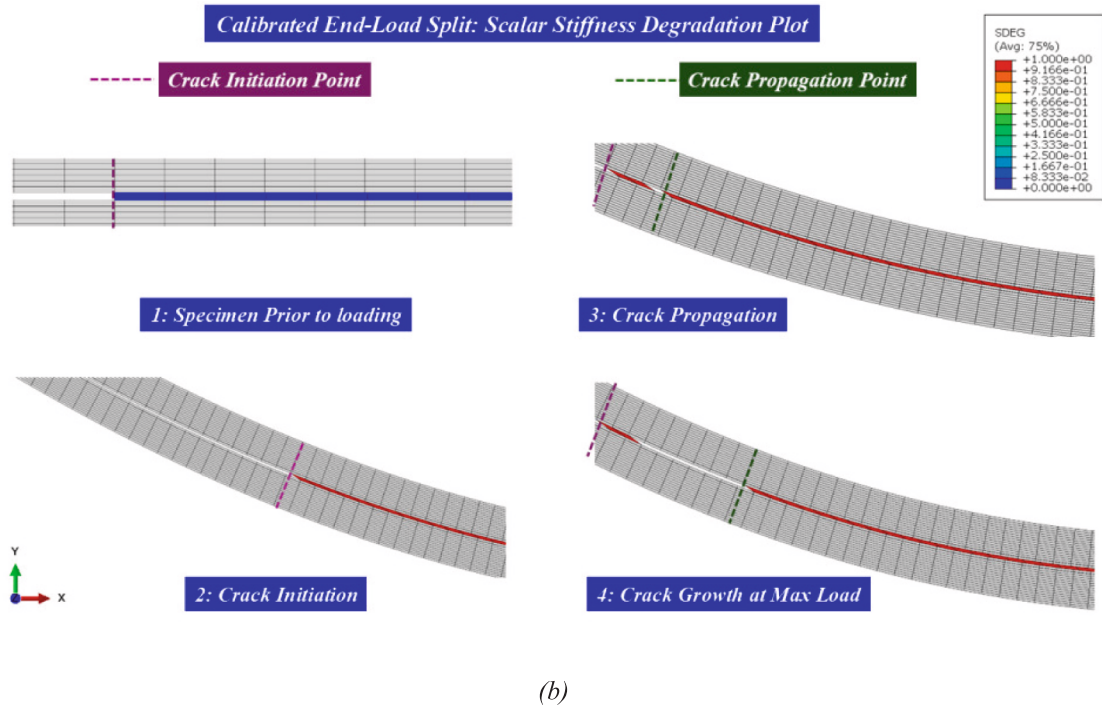 Calibrated End-Load Split: Scalar Stiffness Degradation Plot
Crack Initiation Point
Crack Propagation Point
SDEG
(Avg: 75%)
+1.000e+00
+9.166e-01
+8.333e-01
+7.500e-01
+6.666e-01
+5.833e-01
+5.000e-01
+4.166e-01
+3.333e-01
+2.500e-01
+1.667e-01
+8.333e-02
+0.000e+00
1: Specimen Prior to loading
3: Crack Propagation
Y
X
2: Crack Initiation
4: Crack Growth at Max Load
(b)